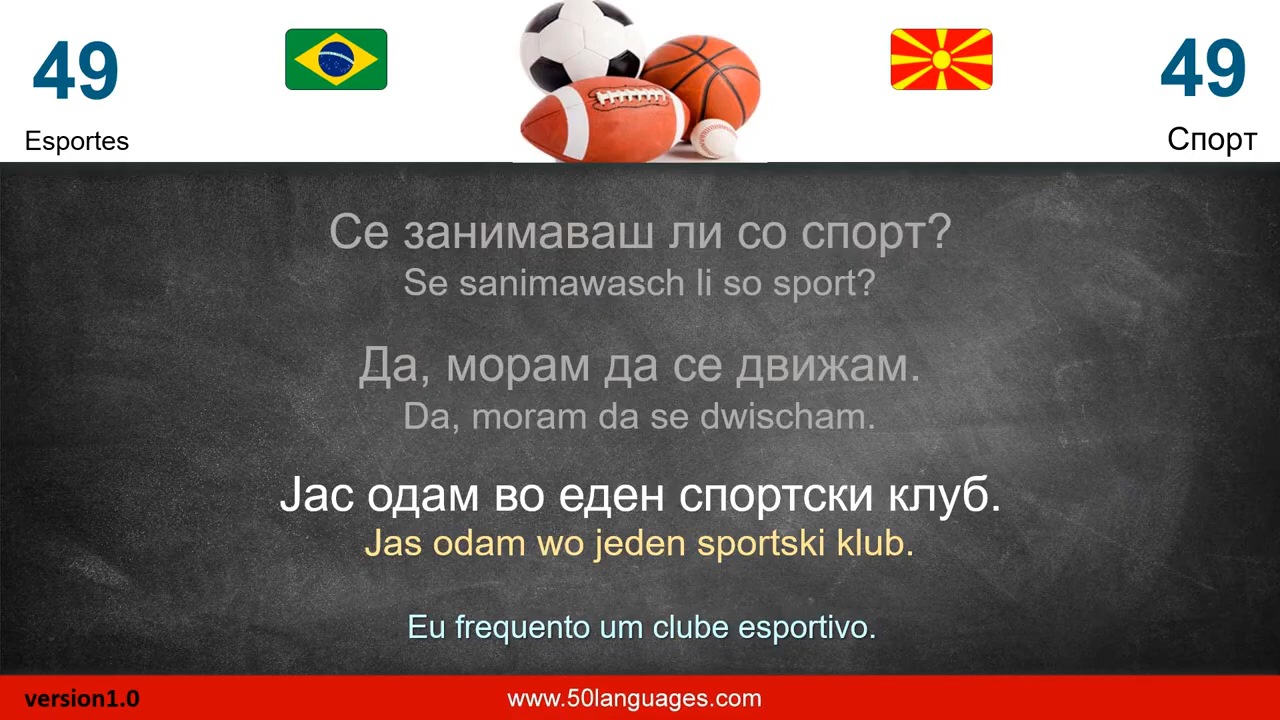 49
49
Esportes
Спорт
Се занимаваш ли со спорт?
Se sanimawasch li so sport?
Да, морам да се движам.
Da, moram da se dwischam.
Јас одам во еден спортски клуб.
Jas odam wo jeden sportski klub.
Eu frequento um clube esportivo.
version1.0
www.50languages.com